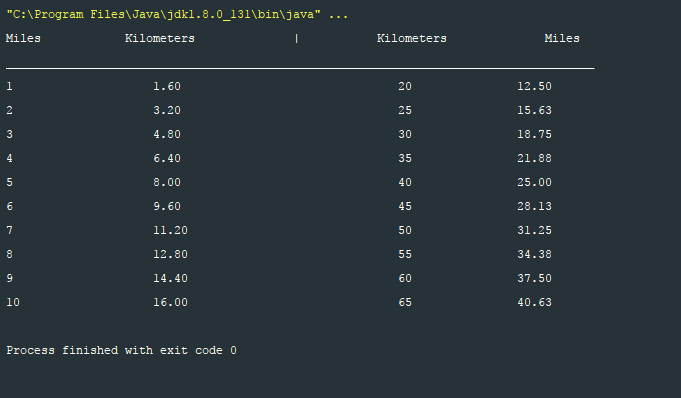 "C:\Program Files\Java\jdk1.8.0_131\bin\java" ...
Miles Kilometers | Kilometers Miles
1 1.60 20 12.50
2 3.20 25 15.63
3 4.80 30 18.75
4 6.40 35 21.88
5 8.00 40 25.00
6 9.60 45 28.13
7 11.20 50 31.25
8 12.80 55 34.38
9 14.40 60 37.50
10 16.00 65 40.63
Process finished with exit code 0